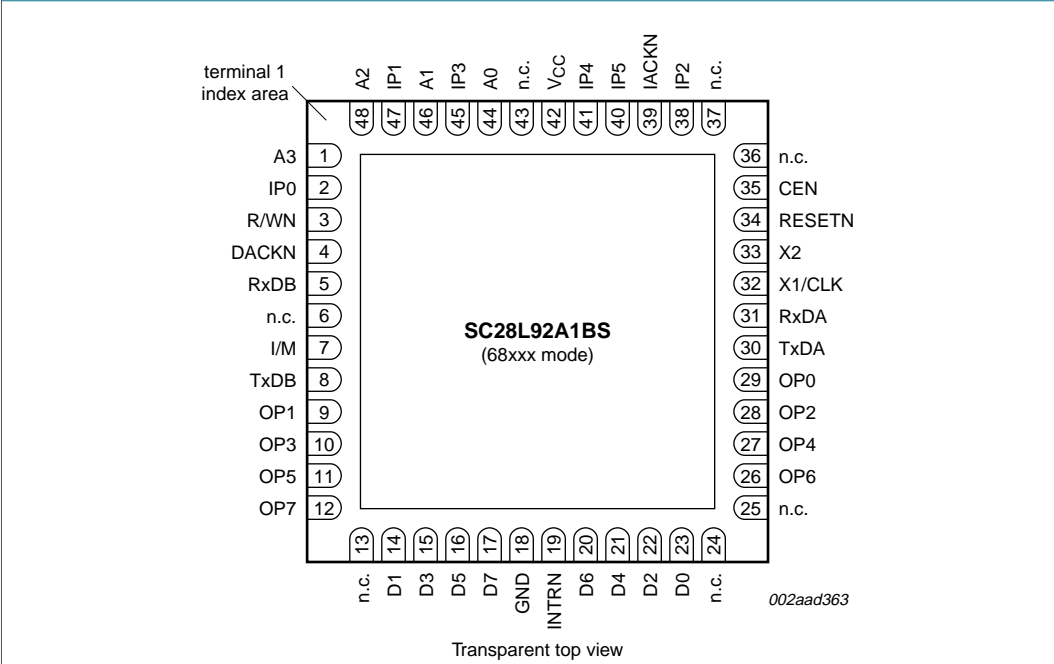 terminal 1
index area
A2
IP1
A1
IP3
A0
n.c.
VCC
IP4
IP5
IACKN
IP2
n.c.
48
47
46
45
44
43
42
41
40
39
38
37
A3 1
IP0 2
R/WN 3
DACKN 4
RxDB 5
n.c. 6
I/M 7
TxDB 8
OP1 9
OP3 10
OP5 11
OP7 12
SC28L92A1BS
(68xxx mode)
36 n.c.
35 CEN
34 RESETN
33 X2
32 X1/CLK
31 RxDA
30 TxDA
29 OP0
28 OP2
27 OP4
26 OP6
25 n.c.
13
14
15
16
17
18
19
20
21
22
23
24
n.c.
D1
D3
D5
D7
GND
INTRN
D6
D4
D2
D0
n.c.
002aad363
Transparent top view